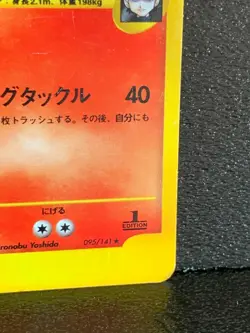 身長2.1m、体重198kg
グタックル 40
枚トラッシュする。その後、自分にも
にげる
1
EDITION
ronobu Yoshida 095/141★